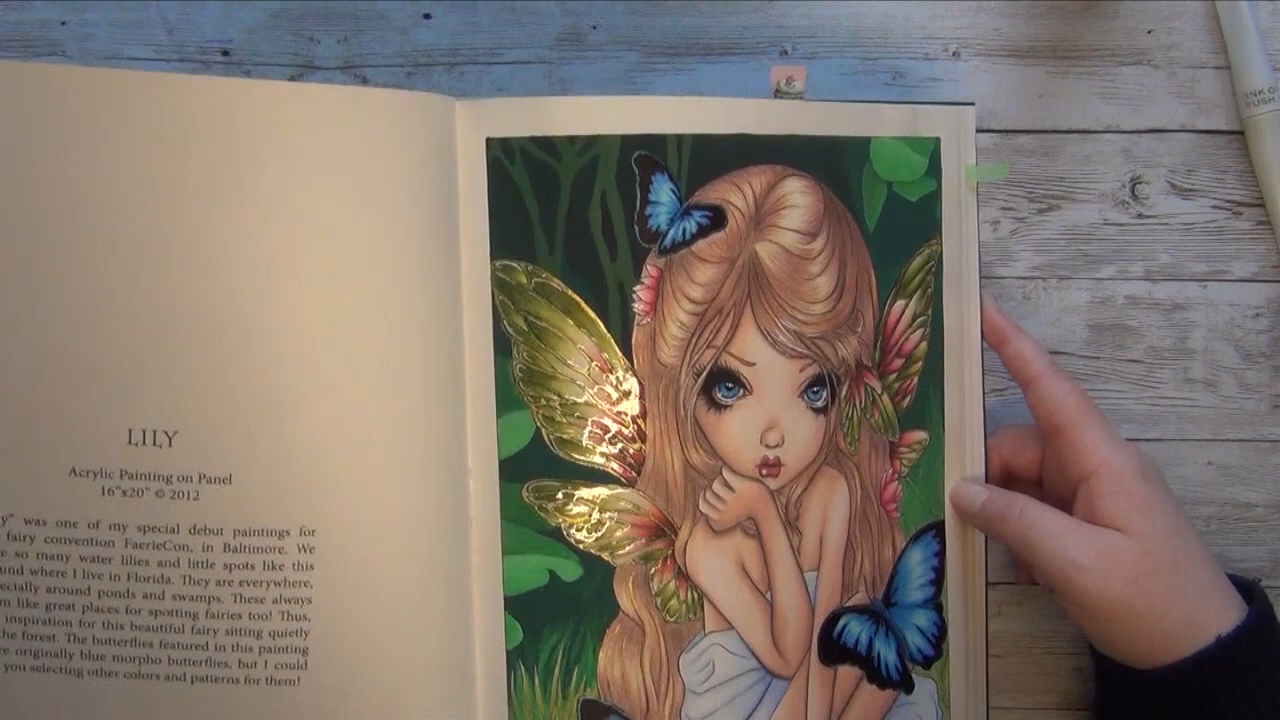 LILY
Acrylic Painting on Panel
16"x20" © 2012
y" was one of my special debut paintings for
fairy convention FaerieCon, in Baltimore. We
e so many water lilies and little spots like this
und where I live in Florida. They are everywhere,
ecially around ponds and swamps. These always
m like great places for spotting fairies too! Thus,
inspiration for this beautiful fairy sitting quietly
he forest. The butterflies featured in this painting
re originally blue morpho butterflies, but I could
you selecting other colors and patterns for them!